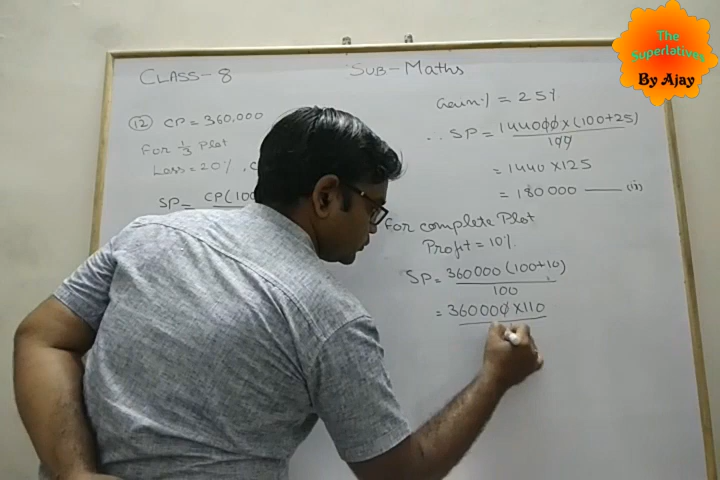 The
Superlatives
By Ajay
CLASS-8
SUB-Maths
(12) CP = 360,000
For 1/3 Plot
Loss = 20%, C
SP = CP(100
Gain% = 25%
∴ SP = 144000 x (100+25)
100
= 1440 x 125
= 180000 —— (ii)
For complete Plot
Profit = 10%
SP = 360000 (100+10)
100
= 360000 x 110